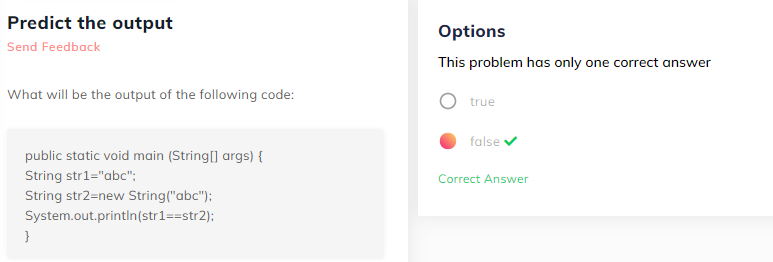 Predict the output
Send Feedback
What will be the output of the following code:
public static void main (String[] args) {
String str1="abc";
String str2=new String("abc");
System.out.println(str1==str2);
}
Options
This problem has only one correct answer
true
false
Correct Answer